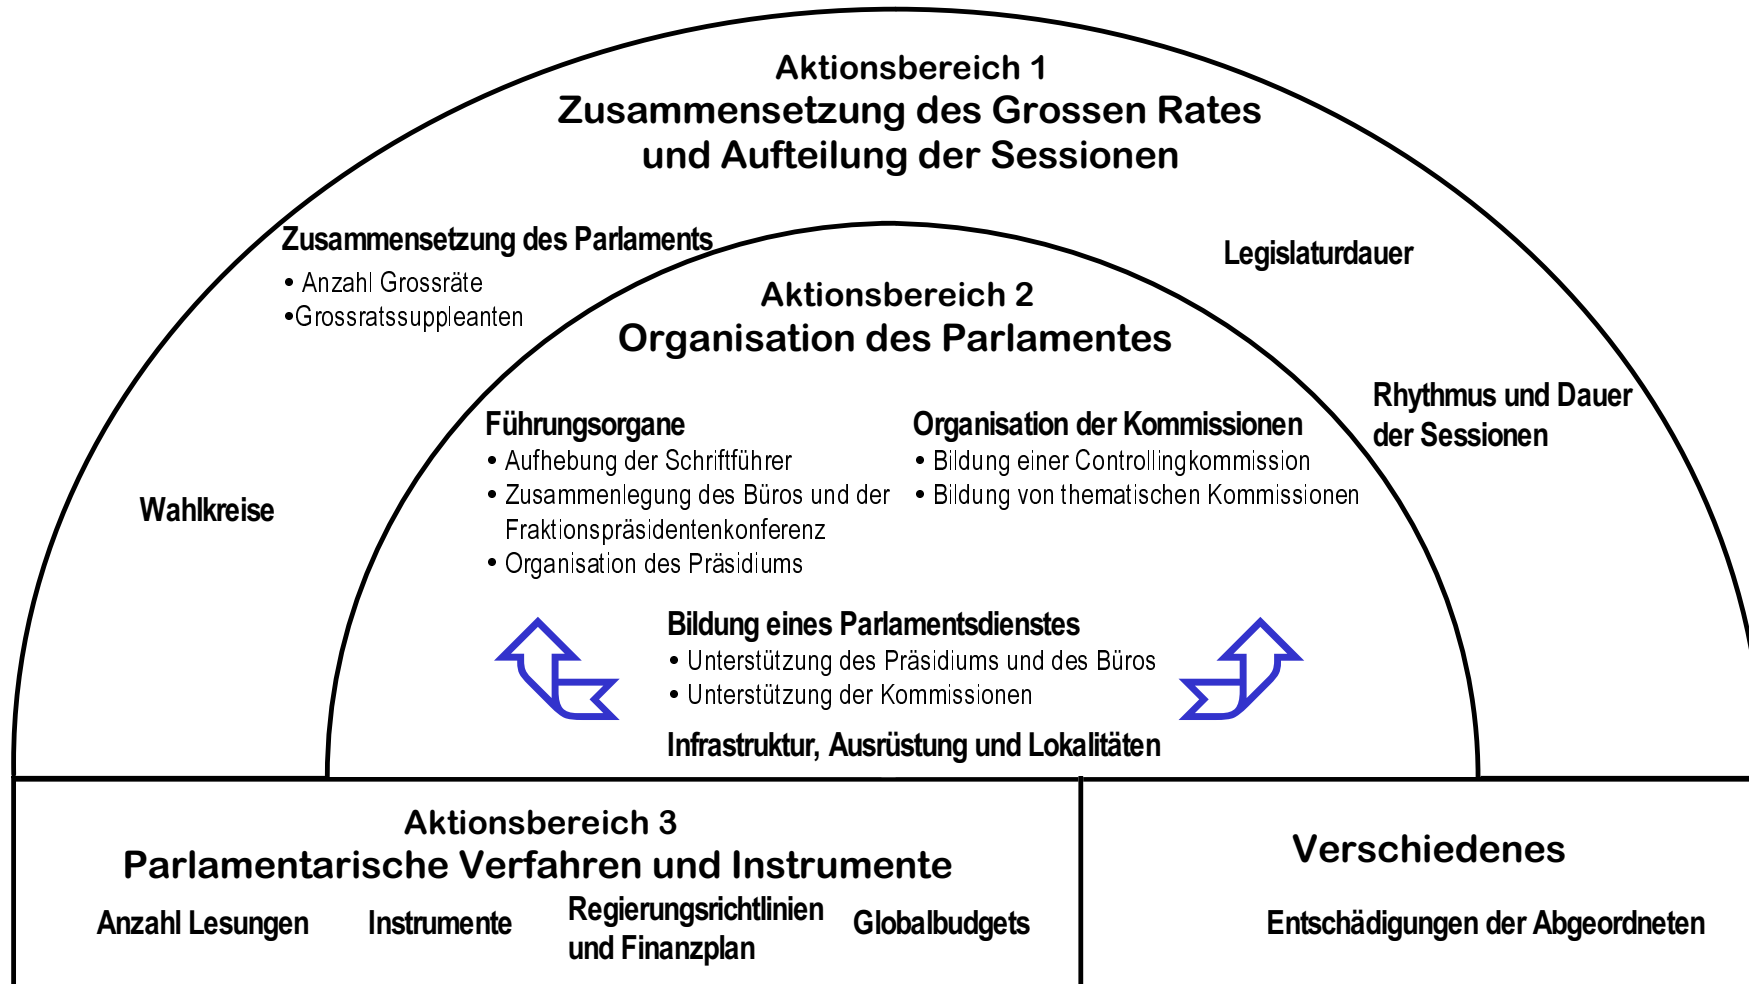 Aktionsbereich 1
Zusammensetzung des Grossen Rates
und Aufteilung der Sessionen
Zusammensetzung des Parlaments
• Anzahl Grossräte
•Grossratssuppleanten
Legislaturdauer
Rhythmus und Dauer
der Sessionen
Wahlkreise
Aktionsbereich 2
Organisation des Parlamentes
Führungsorgane
• Aufhebung der Schriftführer
• Zusammenlegung des Büros und der
Fraktionspräsidentenkonferenz
• Organisation des Präsidiums
Organisation der Kommissionen
• Bildung einer Controllingkommission
• Bildung von thematischen Kommissionen
Bildung eines Parlamentsdienstes
• Unterstützung des Präsidiums und des Büros
• Unterstützung der Kommissionen
Infrastruktur, Ausrüstung und Lokalitäten
Aktionsbereich 3
Parlamentarische Verfahren und Instrumente
Anzahl Lesungen
Instrumente
Regierungsrichtlinien
und Finanzplan
Globalbudgets
Verschiedenes
Entschädigungen der Abgeordneten